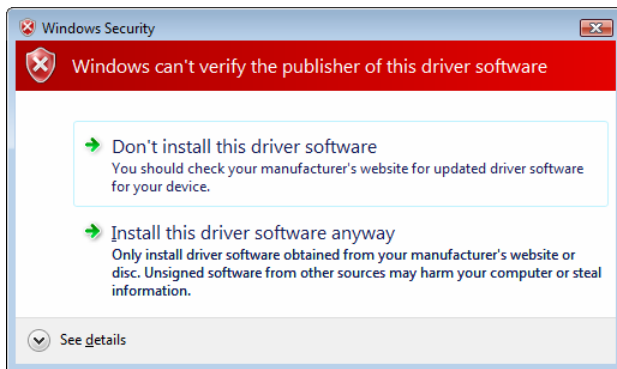 Windows Security
Windows can't verify the publisher of this driver software
Don't install this driver software
You should check your manufacturer's website for updated driver software
for your device.
Install this driver software anyway
Only install driver software obtained from your manufacturer's website or
disc. Unsigned software from other sources may harm your computer or steal
information.
See details